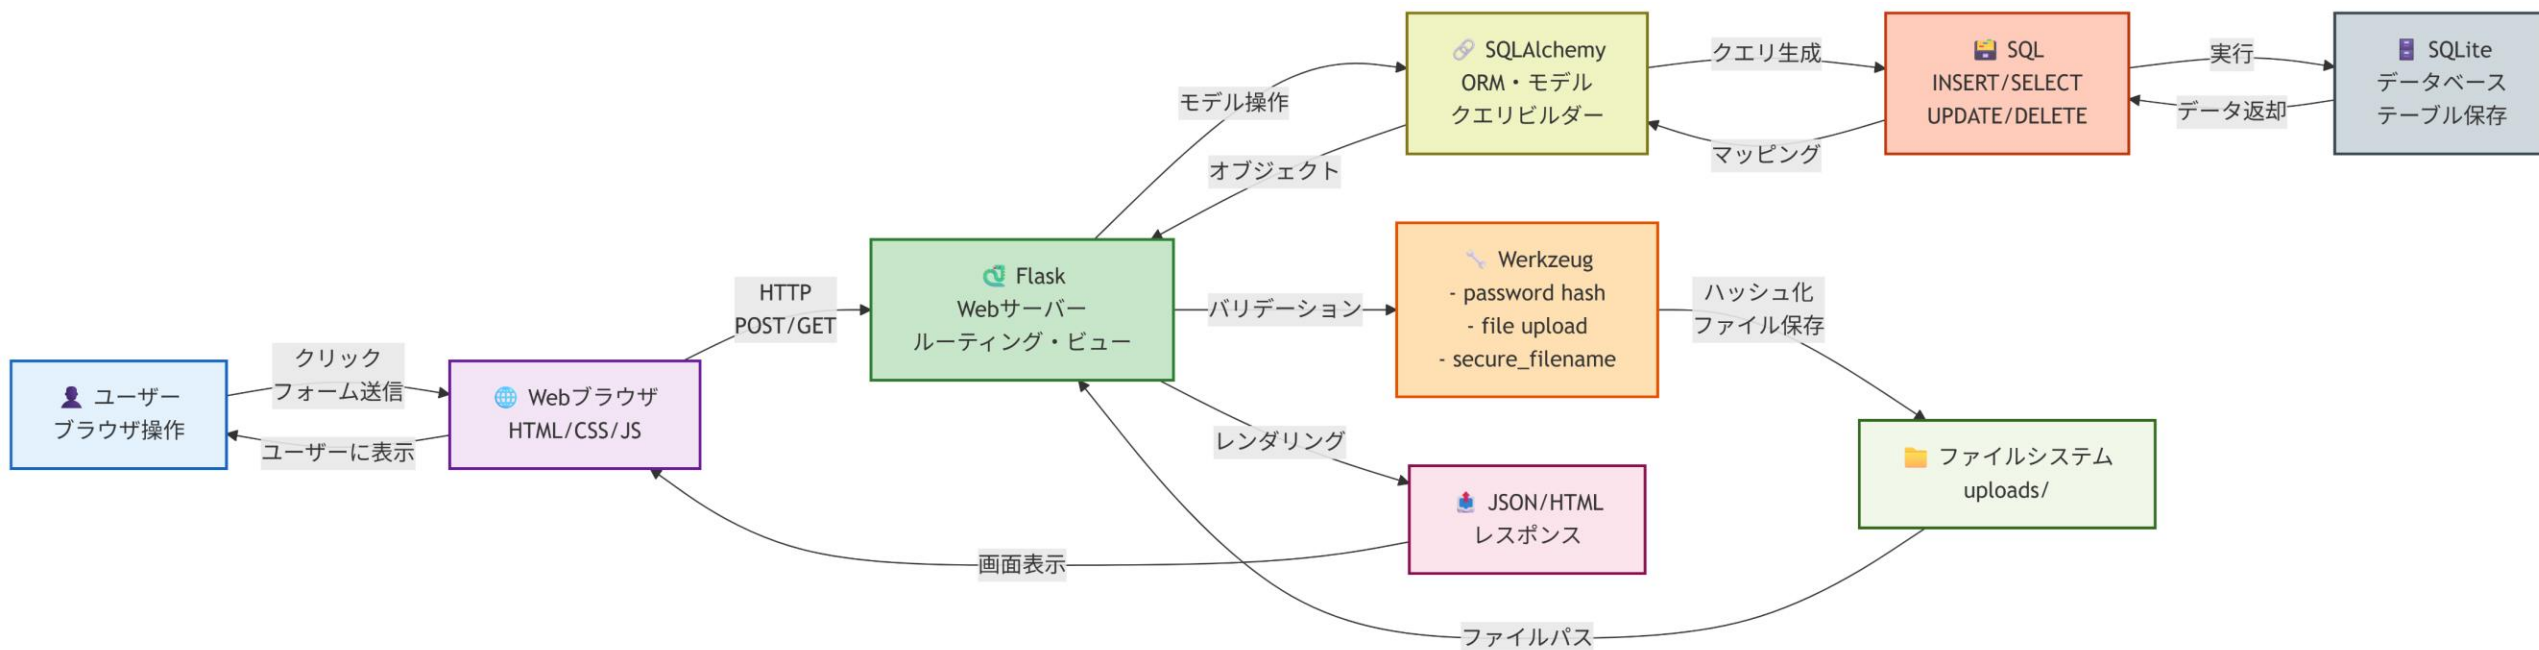 ユーザー
ブラウザ操作
クリック
フォーム送信
ユーザーに表示
Webブラウザ
HTML/CSS/JS
HTTP
POST/GET
画面表示
Flask
Webサーバー
ルーティング・ビュー
モデル操作
オブジェクト
バリデーション
レンダリング
ファイルパス
SQLAlchemy
ORM・モデル
クエリビルダー
Werkzeug
- password hash
- file upload
- secure_filename
JSON/HTML
レスポンス
クエリ生成
マッピング
ハッシュ化
ファイル保存
SQL
INSERT/SELECT
UPDATE/DELETE
ファイルシステム
uploads/
実行
データ返却
SQLite
データベース
テーブル保存